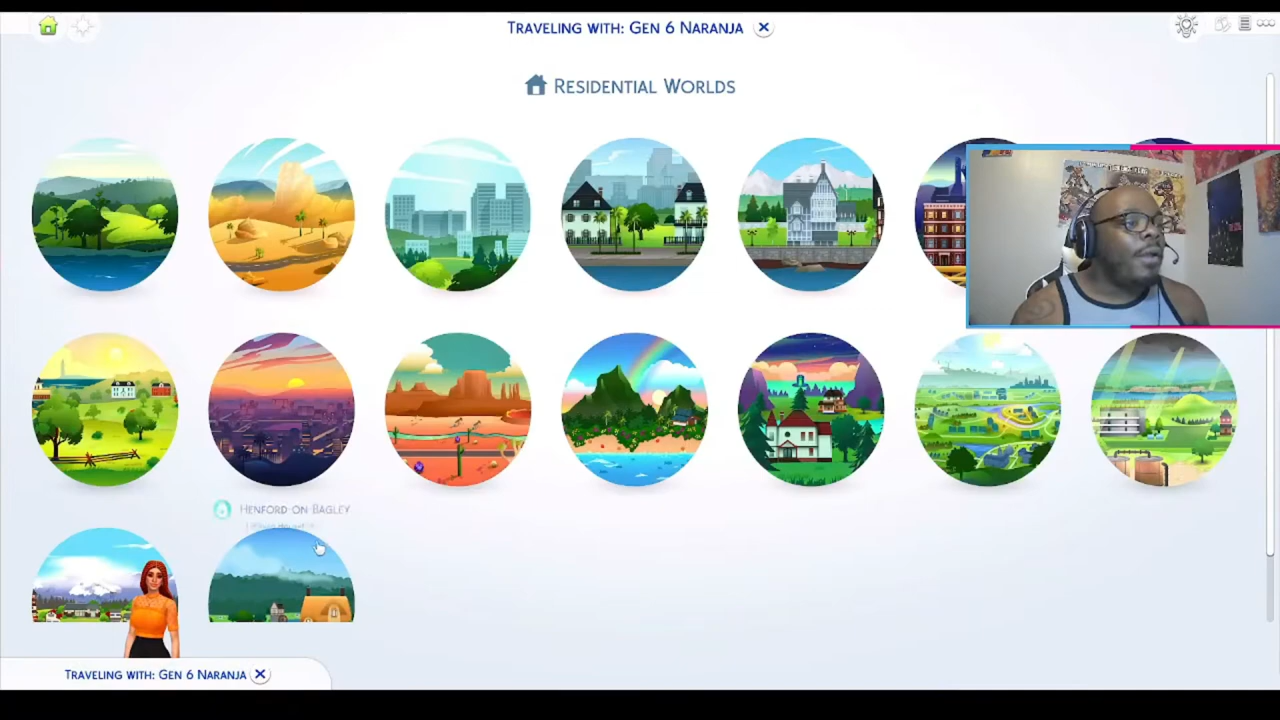 TRAVELING WITH: GEN 6 NARANJA
RESIDENTIAL WORLDS
HENFORD-ON-BAGLEY
TRAVELING WITH: GEN 6 NARANJA